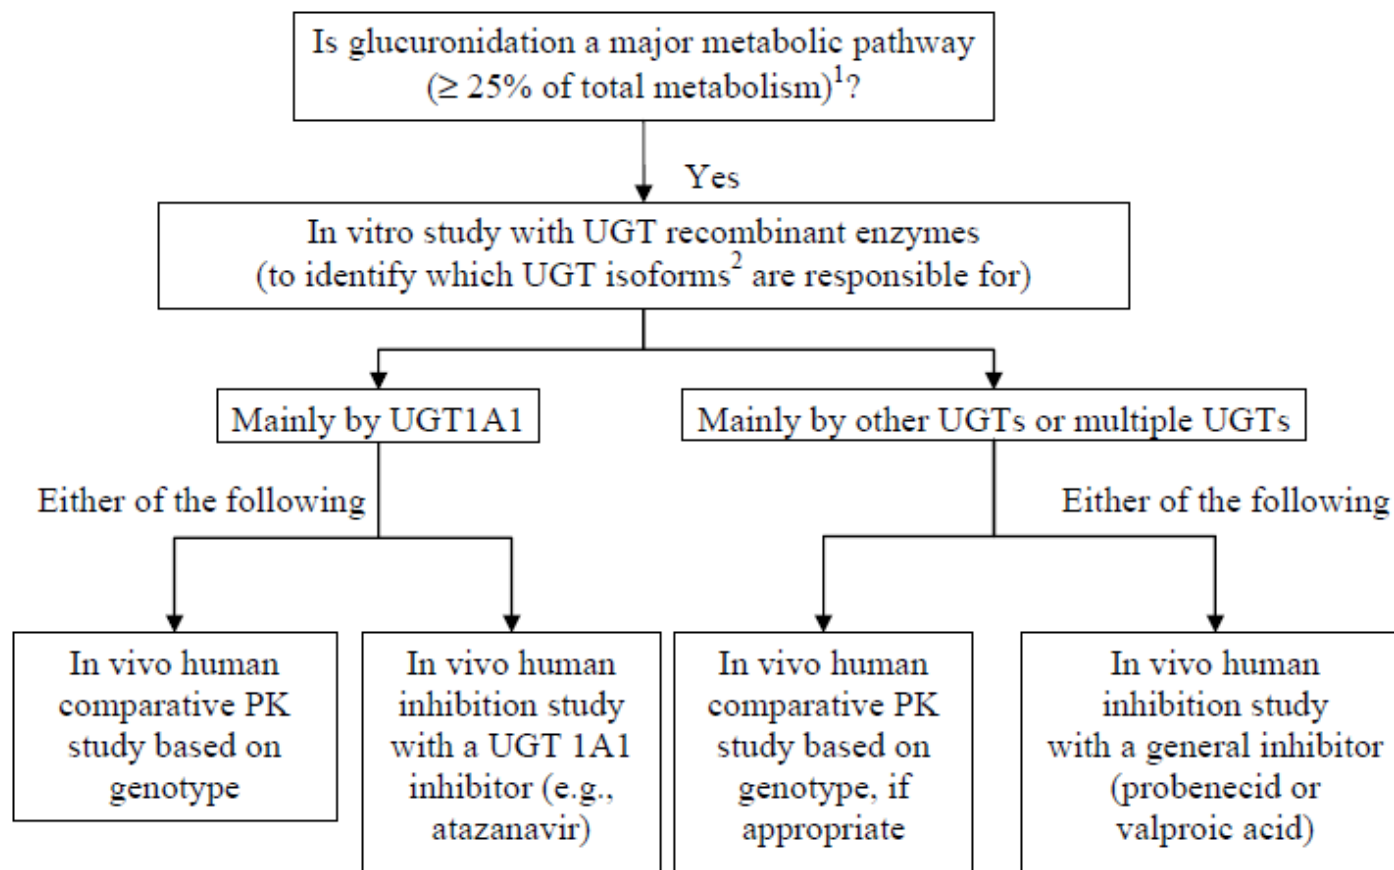 Is glucuronidation a major metabolic pathway
(≥ 25% of total metabolism)¹?
Yes
In vitro study with UGT recombinant enzymes
(to identify which UGT isoforms² are responsible for)
Mainly by UGT1A1
Mainly by other UGTs or multiple UGTs
Either of the following
Either of the following
In vivo human
comparative PK
study based on
genotype
In vivo human
inhibition study
with a UGT 1A1
inhibitor (e.g.,
atazanavir)
In vivo human
comparative PK
study based on
genotype, if
appropriate
In vivo human
inhibition study
with a general inhibitor
(probenecid or
valproic acid)